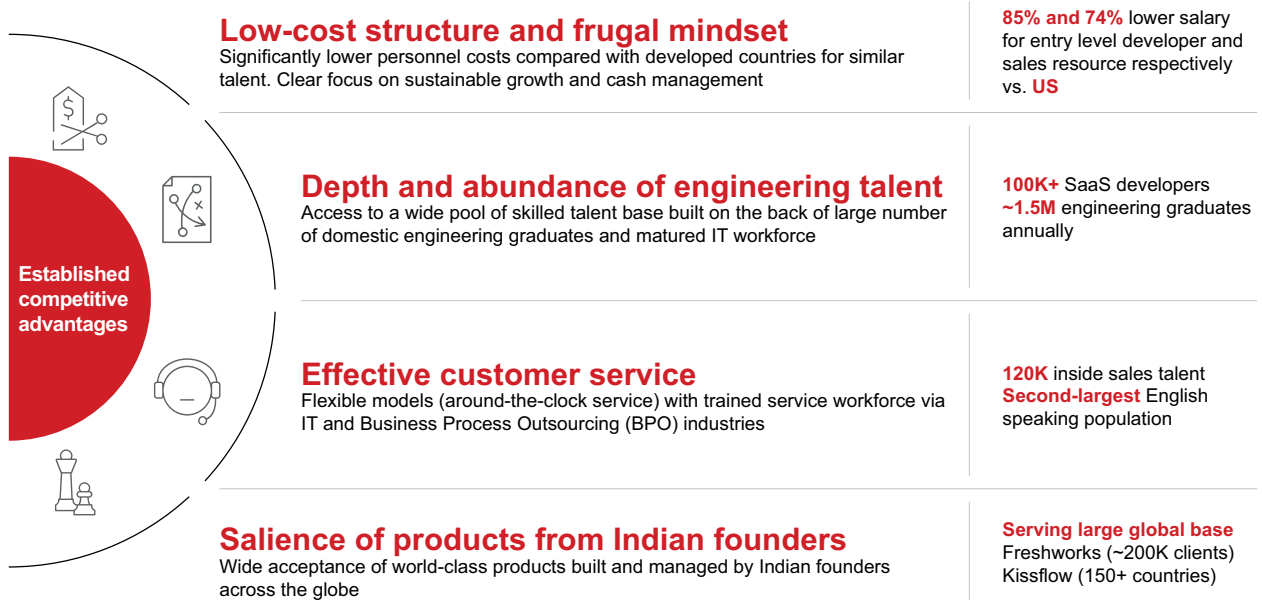 Established
competitive
advantages
Low-cost structure and frugal mindset
Significantly lower personnel costs compared with developed countries for similar
talent. Clear focus on sustainable growth and cash management
85% and 74% lower salary
for entry level developer and
sales resource respectively
vs. US
Depth and abundance of engineering talent
Access to a wide pool of skilled talent base built on the back of large number
of domestic engineering graduates and matured IT workforce
100K+ SaaS developers
~1.5M engineering graduates
annually
Effective customer service
Flexible models (around-the-clock service) with trained service workforce via
IT and Business Process Outsourcing (BPO) industries
120K inside sales talent
Second-largest English
speaking population
Salience of products from Indian founders
Wide acceptance of world-class products built and managed by Indian founders
across the globe
Serving large global base
Freshworks (~200K clients)
Kissflow (150+ countries)